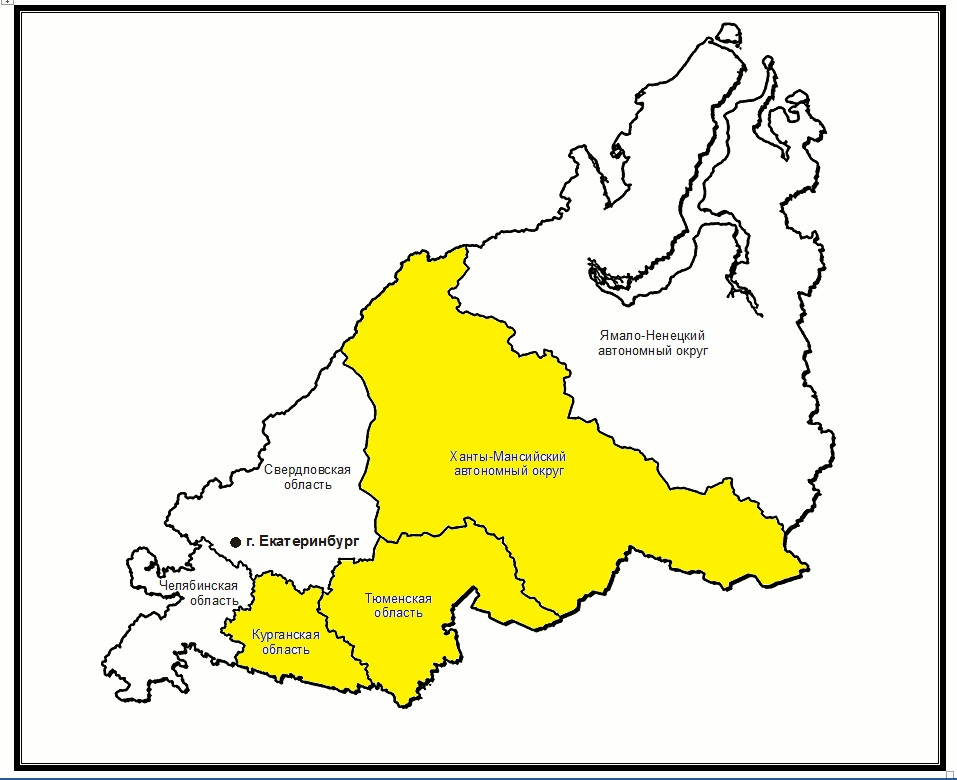 Ямало-Ненецкий
автономный округ
Ханты-Мансийский
автономный округ
Свердловская
область
г. Екатеринбург
Челябинская
область
Тюменская
область
Курганская
область